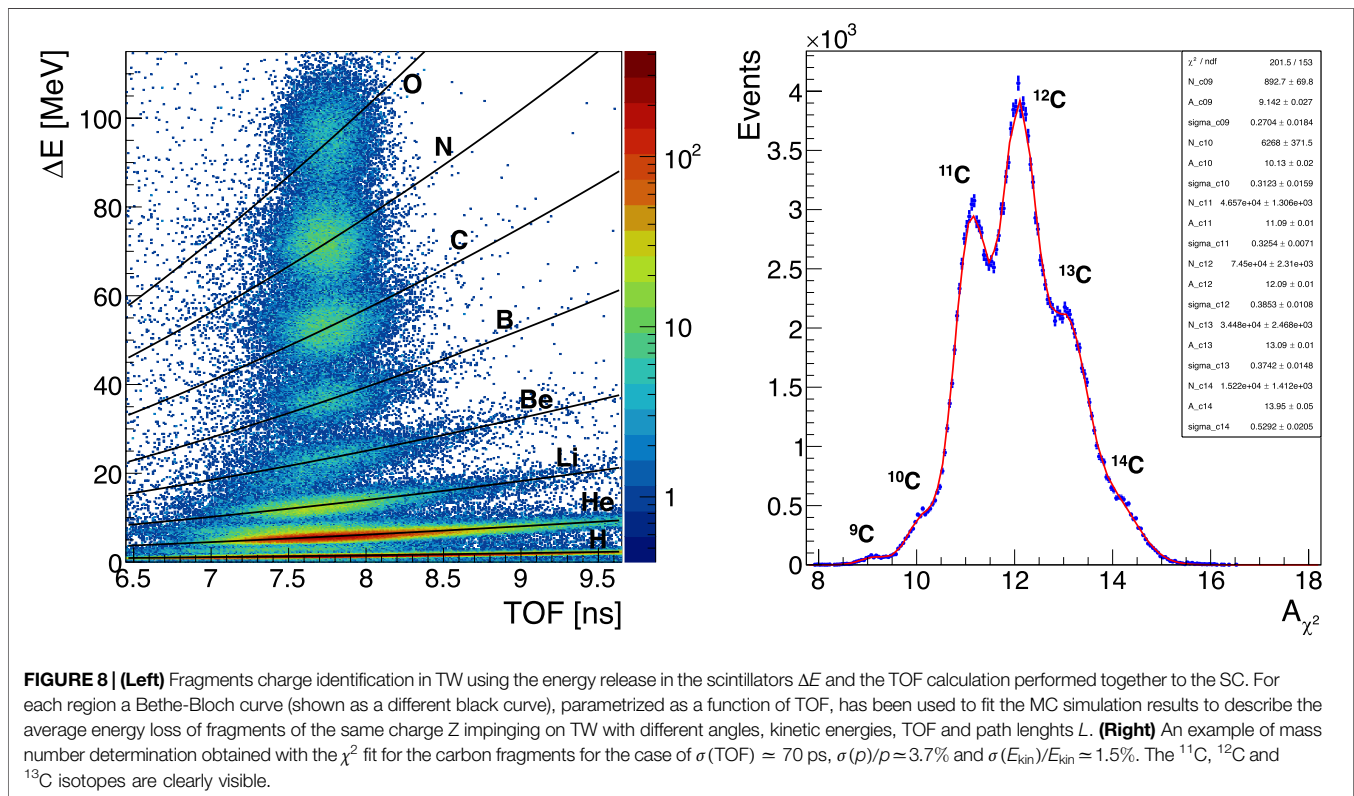 ΔE [MeV]
100
80
60
40
20
0
O
N
C
B
Be
Li
He
H
6.5 7 7.5 8 8.5 9 9.5
TOF [ns]
10²
10
1
×10³
Events
4
3.5
3
2.5
2
1.5
1
0.5
0
⁹C
¹⁰C
¹¹C
¹²C
¹³C
¹⁴C
8 10 12 14 16 18
A_χ²
χ² / ndf 201.5 / 153
N_c09 892.7 ± 69.8
A_c09 9.142 ± 0.027
sigma_c09 0.2704 ± 0.0184
N_c10 6268 ± 371.5
A_c10 10.13 ± 0.02
sigma_c10 0.3123 ± 0.0159
N_c11 4.657e+04 ± 1.306e+03
A_c11 11.09 ± 0.01
sigma_c11 0.3254 ± 0.0071
N_c12 7.45e+04 ± 2.31e+03
A_c12 12.09 ± 0.01
sigma_c12 0.3853 ± 0.0108
N_c13 3.448e+04 ± 2.468e+03
A_c13 13.09 ± 0.01
sigma_c13 0.3742 ± 0.0148
N_c14 1.522e+04 ± 1.412e+03
A_c14 13.95 ± 0.05
sigma_c14 0.5292 ± 0.0205
FIGURE 8 | (Left) Fragments charge identification in TW using the energy release in the scintillators ΔE and the TOF calculation performed together to the SC. For
each region a Bethe-Bloch curve (shown as a different black curve), parametrized as a function of TOF, has been used to fit the MC simulation results to describe the
average energy loss of fragments of the same charge Z impinging on TW with different angles, kinetic energies, TOF and path lenghts L. (Right) An example of mass
number determination obtained with the χ² fit for the carbon fragments for the case of σ(TOF) ≃ 70 ps, σ(p)/p≃3.7% and σ(E_kin)/E_kin≃1.5%. The ¹¹C, ¹²C and
¹³C isotopes are clearly visible.